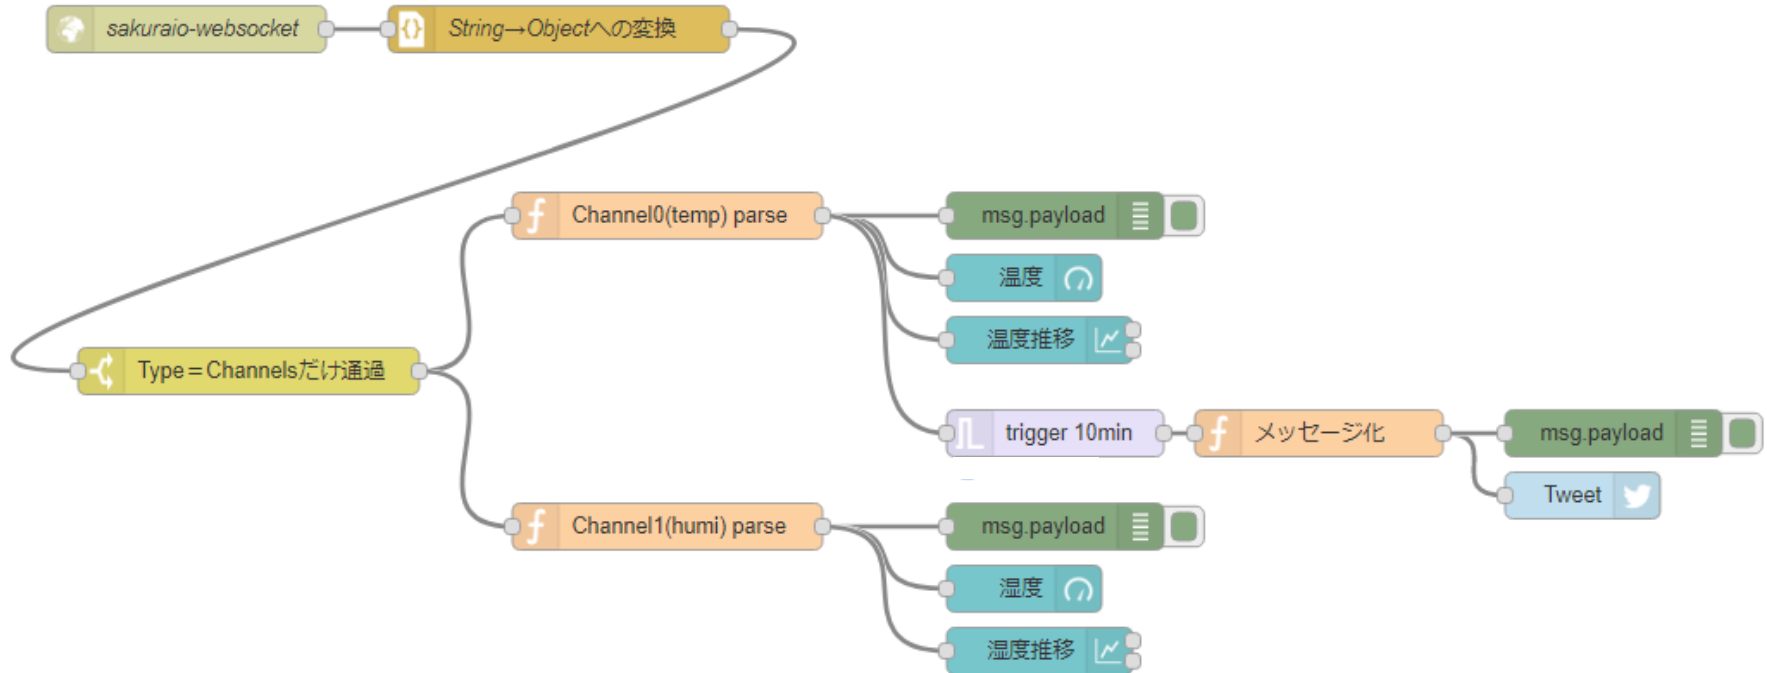 sakuraio-websocket
String→Objectへの変換
Channel0(temp) parse
msg.payload
温度
温度推移
Type=Channelsだけ通過
trigger 10min
メッセージ化
msg.payload
Tweet
Channel1(humi) parse
msg.payload
湿度
湿度推移